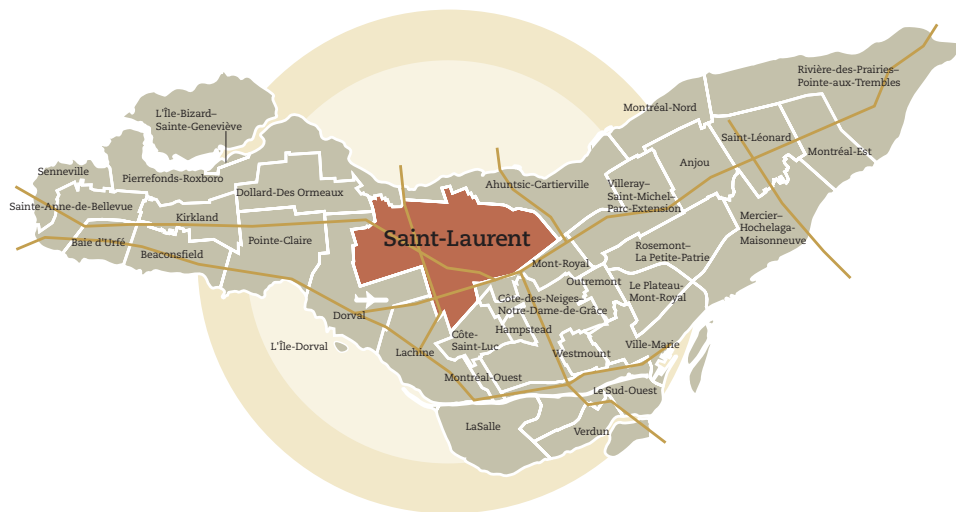 Rivière-des-Prairies–
Pointe-aux-Trembles
Montréal-Nord
L'Île-Bizard–
Sainte-Geneviève
Saint-Léonard
Montréal-Est
Anjou
Senneville
Pierrefonds-Roxboro
Dollard-Des Ormeaux
Ahuntsic-Cartierville
Villeray–
Saint-Michel–
Parc-Extension
Sainte-Anne-de-Bellevue
Kirkland
Mercier–
Hochelaga-
Maisonneuve
Baie d'Urfé
Beaconsfield
Pointe-Claire
Saint-Laurent
Rosemont–
La Petite-Patrie
Mont-Royal
Outremont
Le Plateau-
Mont-Royal
Côte-des-Neiges–
Notre-Dame-de-Grâce
Dorval
Hampstead
Côte-
Saint-Luc
L'Île-Dorval
Lachine
Westmount
Ville-Marie
Montréal-Ouest
Le Sud-Ouest
LaSalle
Verdun